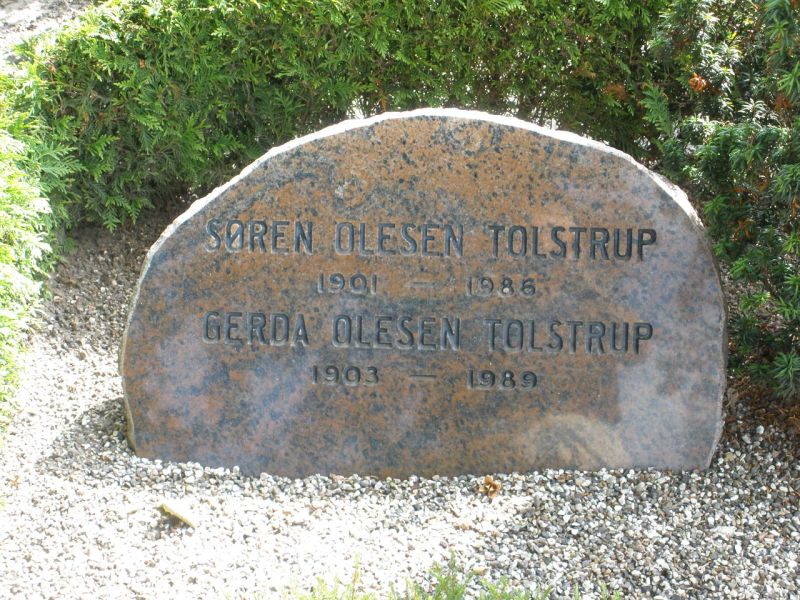 SØREN OLESEN TOLSTRUP
1901 — 1986
GERDA OLESEN TOLSTRUP
1903 — 1989